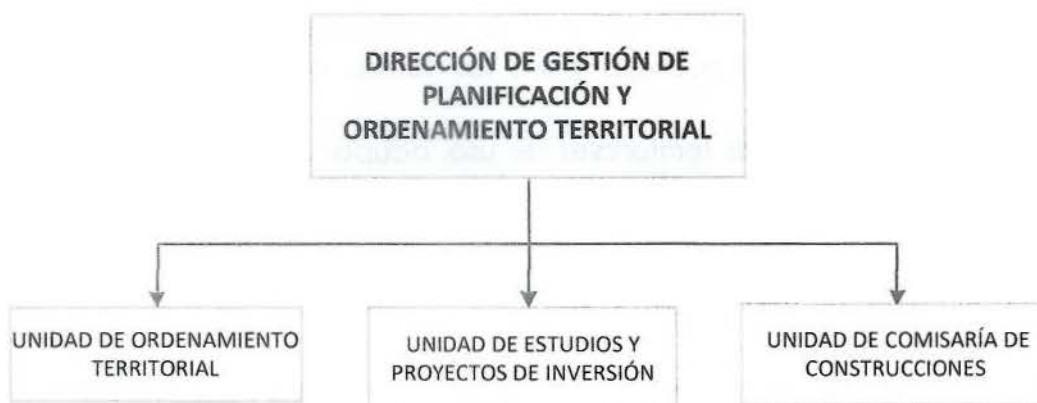 DIRECCIÓN DE GESTIÓN DE
PLANIFICACIÓN Y
ORDENAMIENTO TERRITORIAL
UNIDAD DE ORDENAMIENTO
TERRITORIAL
UNIDAD DE ESTUDIOS Y
PROYECTOS DE INVERSIÓN
UNIDAD DE COMISARÍA DE
CONSTRUCCIONES